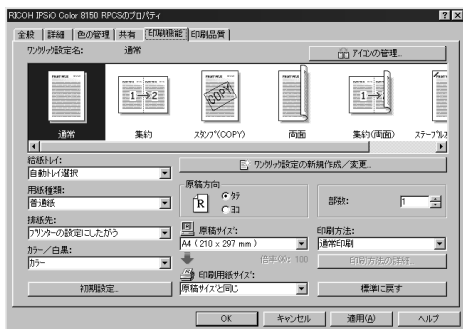 RICOH IPSiO Color 8150 RPCSのプロパティ
全般 詳細 色の管理 共有 印刷機能 印刷品質
ワンクリック設定名: 通常
アイコンの管理...
1→2
COPY
1→
通常 集約 スタンプ(COPY) 両面 集約(両面)
給紙トレイ:
自動トレイ選択
ワンクリック設定の新規作成/変更...
用紙種類:
普通紙
原稿方向
R
タテ
ヨコ
部数: 1
排紙先:
プリンターの設定にしたがう
原稿サイズ:
A4 (210 x 297 mm)
印刷方法:
通常印刷
カラー/白黒:
カラー
倍率(%): 100
印刷方法の詳細...
印刷用紙サイズ:
原稿サイズと同じ
初期設定...
標準に戻す
OK キャンセル 適用(A) ヘルプ